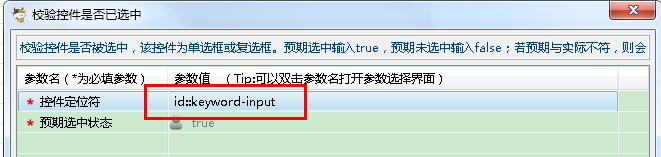 校验控件是否已选中
校验控件是否被选中，该控件为单选框或复选框。预期选中输入true，预期未选中输入false；若预期与实际不符，则会
参数名（*为必填参数） 参数值 （Tip:可以双击参数名打开参数选择界面）
* 控件定位符 id::keyword-input
* 预期选中状态 true